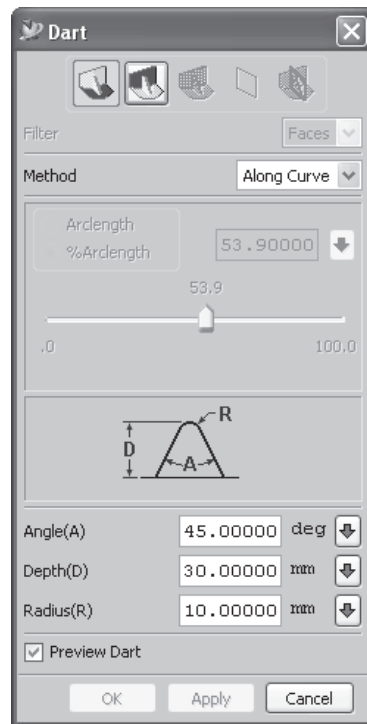 Dart
Filter Faces
Method Along Curve
Arclength
%Arclength 53.90000
53.9
.0 100.0
R
D
A
Angle(A) 45.00000 deg
Depth(D) 30.00000 mm
Radius(R) 10.00000 mm
Preview Dart
OK Apply Cancel